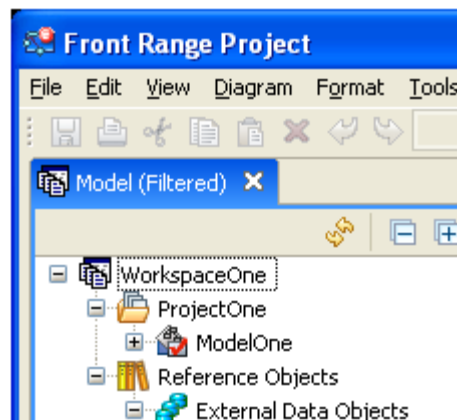 Front Range Project
File Edit View Diagram Format Tools
Model (Filtered)
WorkspaceOne
ProjectOne
ModelOne
Reference Objects
External Data Objects